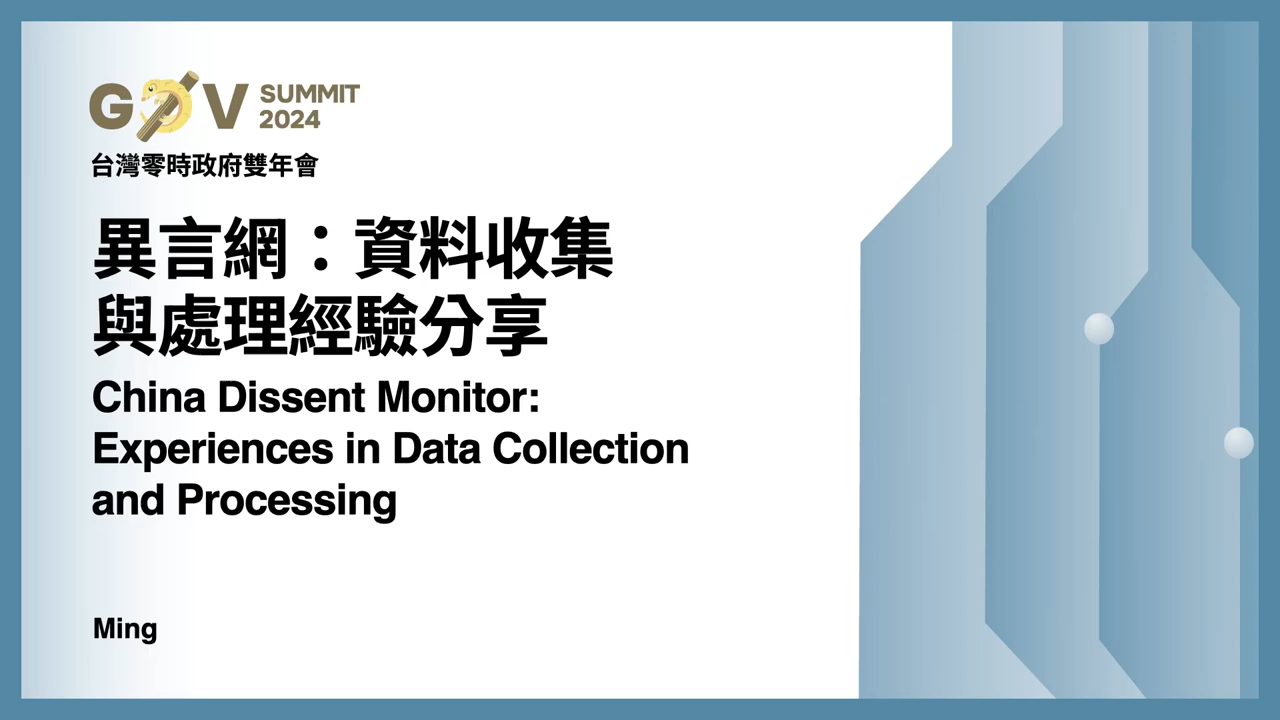 G0V SUMMIT 2024
台灣零時政府雙年會
異言網：資料收集
與處理經驗分享
China Dissent Monitor:
Experiences in Data Collection
and Processing
Ming